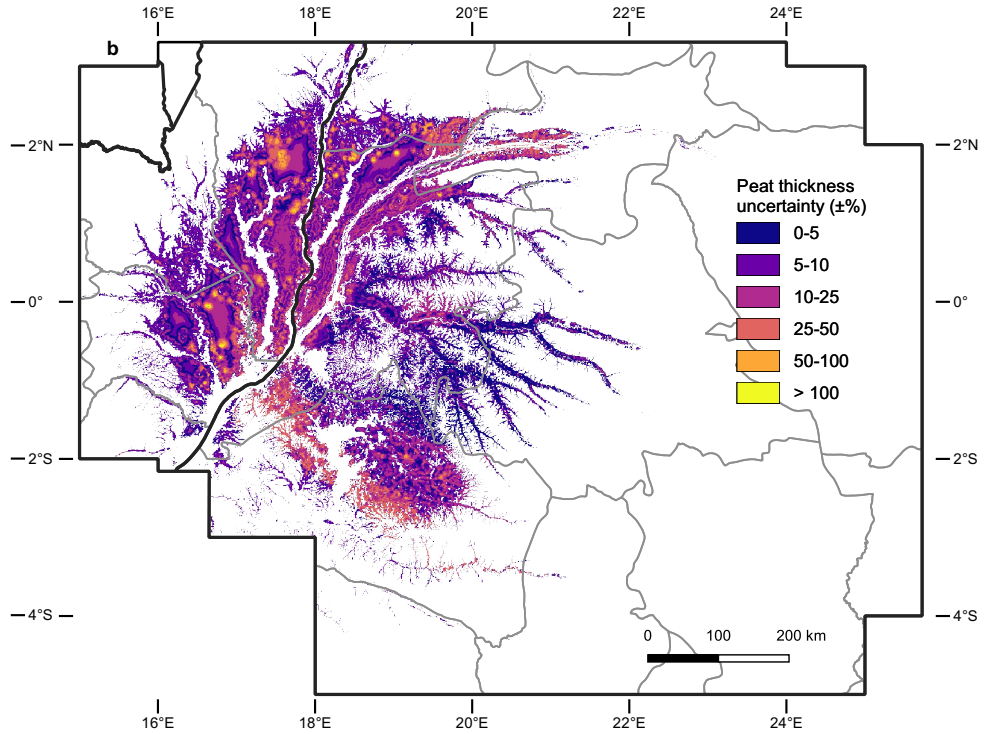 16°E 18°E 20°E 22°E 24°E
b
2°N 2°N
Peat thickness
uncertainty (±%)
0-5
5-10
10-25
0° 0°
25-50
50-100
> 100
2°S 2°S
4°S 4°S
0 100 200 km
16°E 18°E 20°E 22°E 24°E